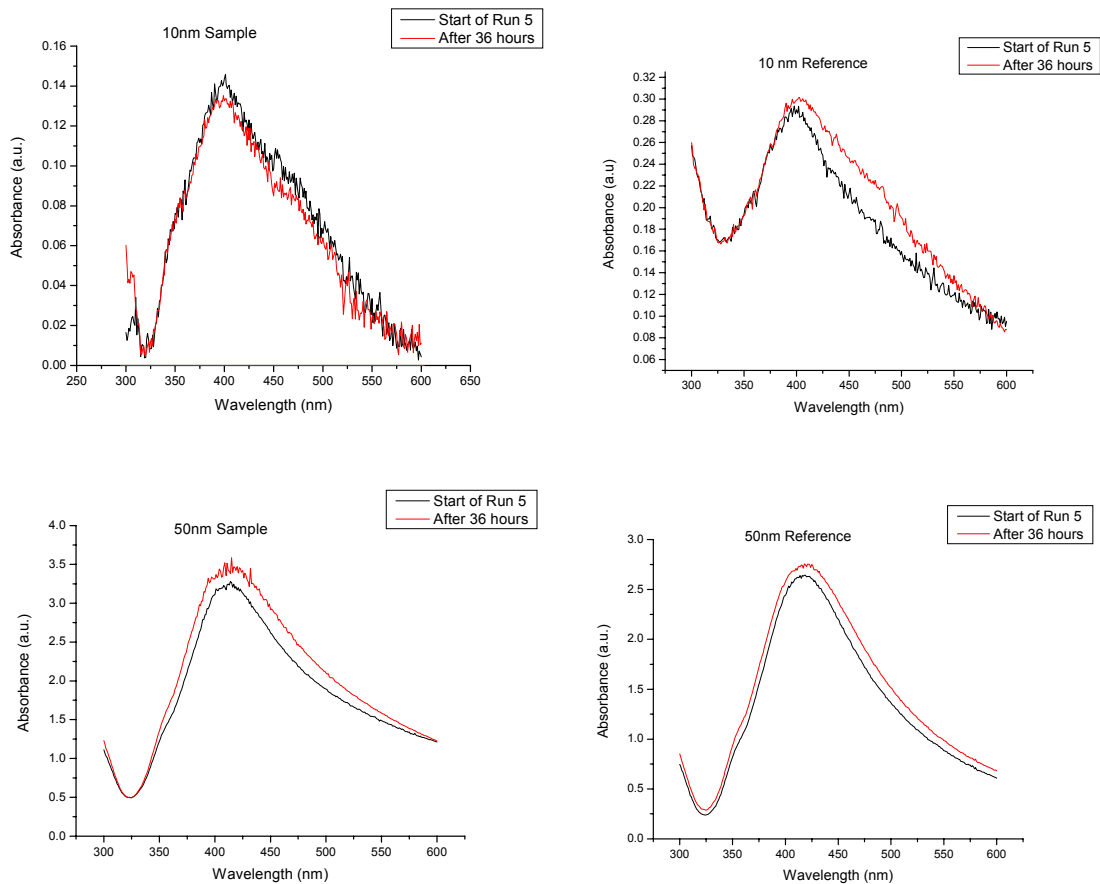 10nm Sample
Start of Run 5
After 36 hours
0.16
0.14
0.12
0.10
0.08
0.06
0.04
0.02
0.00
Absorbance (a.u.)
250 300 350 400 450 500 550 600 650
Wavelength (nm)
10 nm Reference
Start of Run 5
After 36 hours
0.32
0.30
0.28
0.26
0.24
0.22
0.20
0.18
0.16
0.14
0.12
0.10
0.08
0.06
Absorbance (a.u)
300 350 400 450 500 550 600
Wavelength (nm)
50nm Sample
Start of Run 5
After 36 hours
4.0
3.5
3.0
2.5
2.0
1.5
1.0
0.5
0.0
Absorbance (a.u.)
300 350 400 450 500 550 600
Wavelength (nm)
50nm Reference
Start of Run 5
After 36 hours
3.0
2.5
2.0
1.5
1.0
0.5
0.0
Absorbance (a.u.)
300 350 400 450 500 550 600
Wavelength (nm)